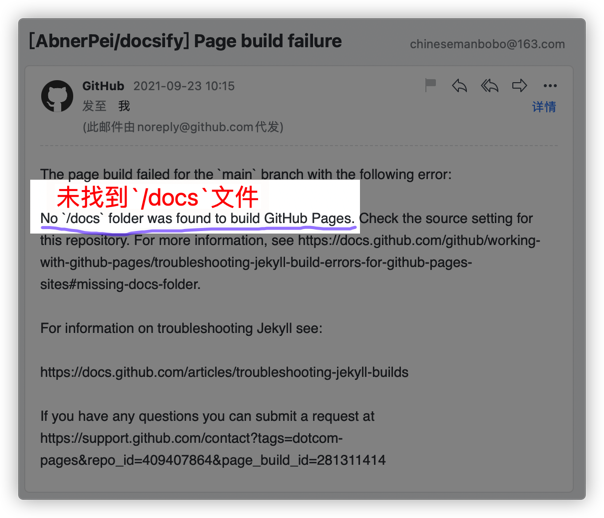 [AbnerPei/docsify] Page build failure
chinesemanbobo@163.com
GitHub 2021-09-23 10:15
发至 我
详情
(此邮件由 noreply@github.com 代发)
The page build failed for the `main` branch with the following error:
未找到`/docs`文件
No `/docs` folder was found to build GitHub Pages. Check the source setting for
this repository. For more information, see https://docs.github.com/github/working-
with-github-pages/troubleshooting-jekyll-build-errors-for-github-pages-
sites#missing-docs-folder.
For information on troubleshooting Jekyll see:
https://docs.github.com/articles/troubleshooting-jekyll-builds
If you have any questions you can submit a request at
https://support.github.com/contact?tags=dotcom-
pages&repo_id=409407864&page_build_id=281311414